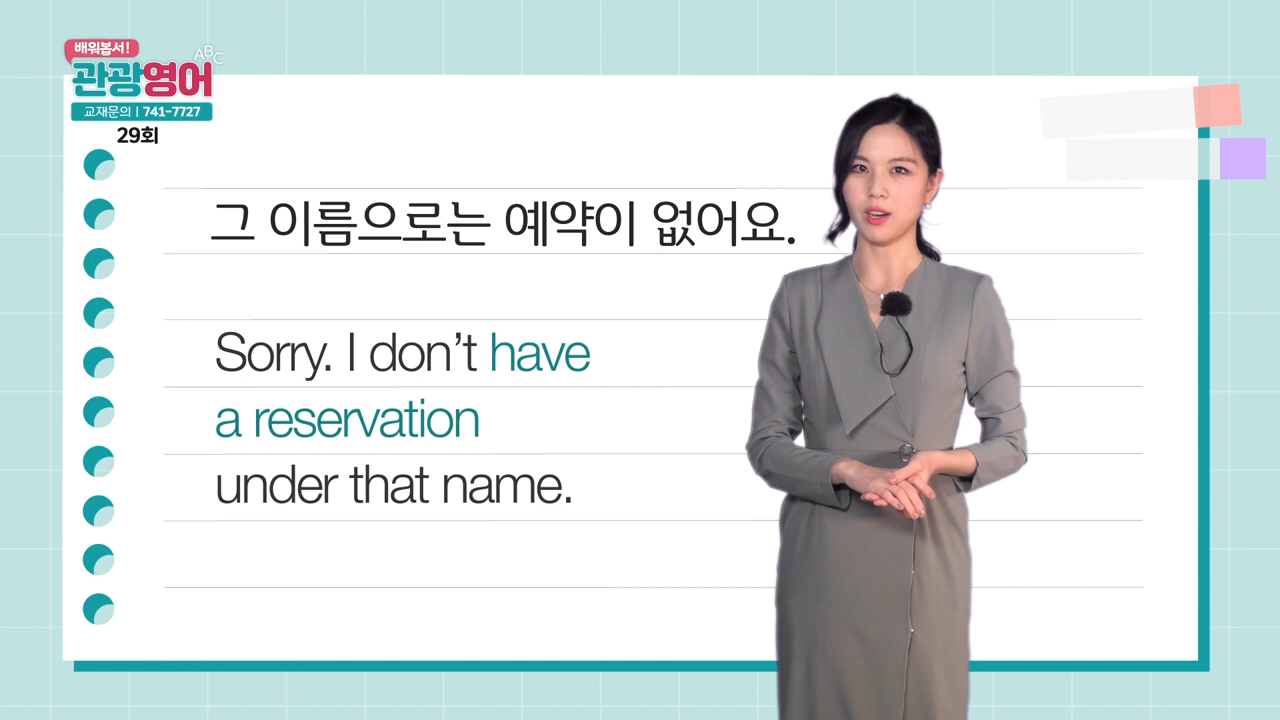 배워봅서!
ABC
관광영어
교재문의 | 741-7727
29회
그 이름으로는 예약이 없어요.
Sorry. I don’t have
a reservation
under that name.